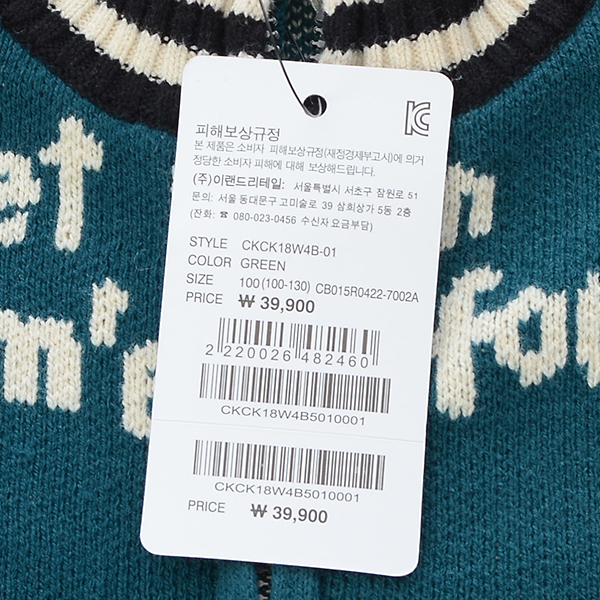 et n
m'e for
KC
피해보상규정
본 제품은 소비자 피해보상규정(재정경제부고시)에 의거
정당한 소비자 피해에 대해 보상해드립니다.
(주)이랜드리테일: 서울특별시 서초구 잠원로 51
문의: 서울 동대문구 고미술로 39 삼희상가 5동 2층
(전화: ☎ 080-023-0456 수신자 요금부담)
STYLE CKCK18W4B-01
COLOR GREEN
SIZE 100(100-130) CB015R0422-7002A
PRICE ₩ 39,900
2 220026 482460
CKCK18W4B5010001
CKCK18W4B5010001
PRICE ₩ 39,900